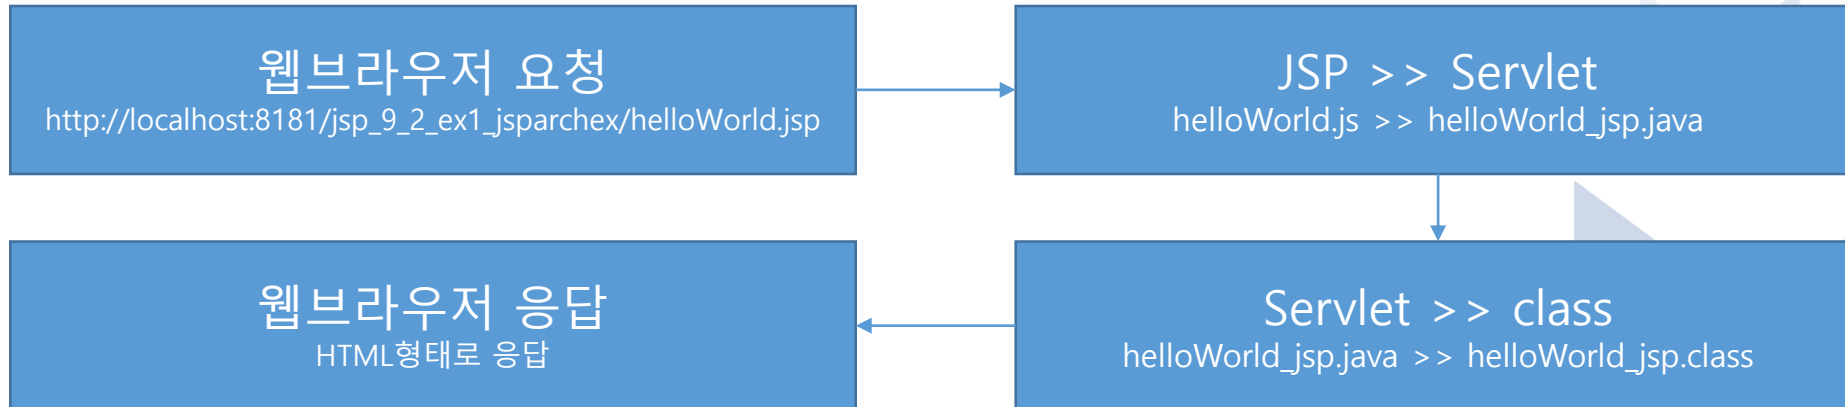 웹브라우저 요청
http://localhost:8181/jsp_9_2_ex1_jsparchex/helloWorld.jsp
JSP >> Servlet
helloWorld.js >> helloWorld_jsp.java
Servlet >> class
helloWorld_jsp.java >> helloWorld_jsp.class
웹브라우저 응답
HTML형태로 응답